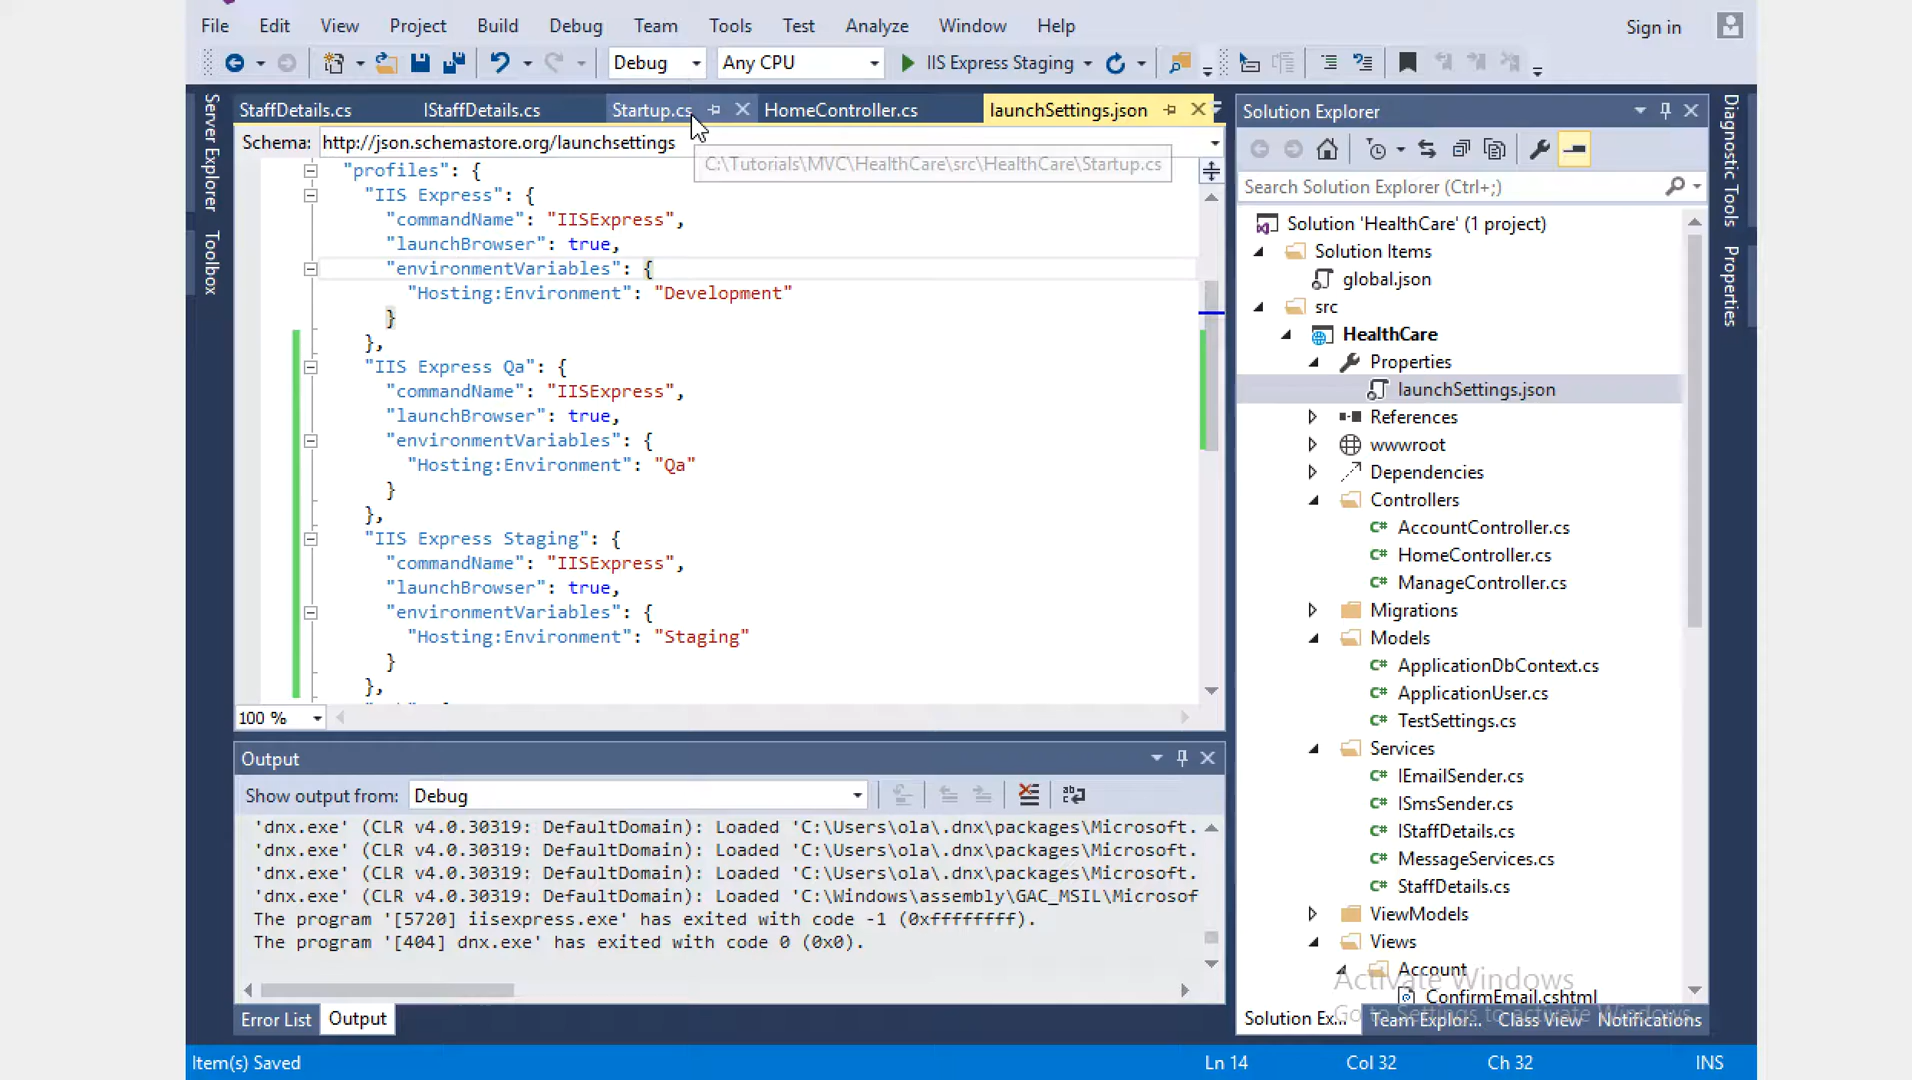 File Edit View Project Build Debug Team Tools Test Analyze Window Help
Sign in
Debug Any CPU IIS Express Staging
Server Explorer
Toolbox
StaffDetails.cs IStaffDetails.cs Startup.cs HomeController.cs launchSettings.json
Schema: http://json.schemastore.org/launchsettings
C:\Tutorials\MVC\HealthCare\src\HealthCare\Startup.cs
"profiles": {
"IIS Express": {
"commandName": "IISExpress",
"launchBrowser": true,
"environmentVariables": {
"Hosting:Environment": "Development"
}
},
"IIS Express Qa": {
"commandName": "IISExpress",
"launchBrowser": true,
"environmentVariables": {
"Hosting:Environment": "Qa"
}
},
"IIS Express Staging": {
"commandName": "IISExpress",
"launchBrowser": true,
"environmentVariables": {
"Hosting:Environment": "Staging"
}
},
100 %
Output
Show output from: Debug
'dnx.exe' (CLR v4.0.30319: DefaultDomain): Loaded 'C:\Users\ola\.dnx\packages\Microsoft.
'dnx.exe' (CLR v4.0.30319: DefaultDomain): Loaded 'C:\Users\ola\.dnx\packages\Microsoft.
'dnx.exe' (CLR v4.0.30319: DefaultDomain): Loaded 'C:\Users\ola\.dnx\packages\Microsoft.
'dnx.exe' (CLR v4.0.30319: DefaultDomain): Loaded 'C:\Windows\assembly\GAC_MSIL\Microsof
The program '[5720] iisexpress.exe' has exited with code -1 (0xffffffff).
The program '[404] dnx.exe' has exited with code 0 (0x0).
Error List Output
Solution Explorer
Search Solution Explorer (Ctrl+;)
Solution 'HealthCare' (1 project)
Solution Items
global.json
src
HealthCare
Properties
launchSettings.json
References
wwwroot
Dependencies
Controllers
AccountController.cs
HomeController.cs
ManageController.cs
Migrations
Models
ApplicationDbContext.cs
ApplicationUser.cs
TestSettings.cs
Services
IEmailSender.cs
ISmsSender.cs
IStaffDetails.cs
MessageServices.cs
StaffDetails.cs
ViewModels
Views
Account
ConfirmEmail.cshtml
Activate Windows
Go to Settings to activate Windows.
Solution Ex... Team Explor... Class View Notifications
Diagnostic Tools
Properties
Item(s) Saved Ln 14 Col 32 Ch 32 INS